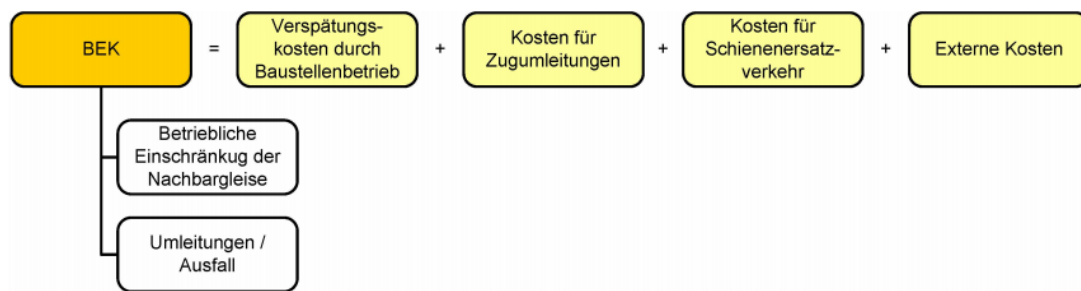 BEK
=
Verspätungs-
kosten durch
Baustellenbetrieb
+
Kosten für
Zugumleitungen
+
Kosten für
Schienenersatz-
verkehr
+
Externe Kosten
Betriebliche
Einschränkug der
Nachbargleise
Umleitungen /
Ausfall